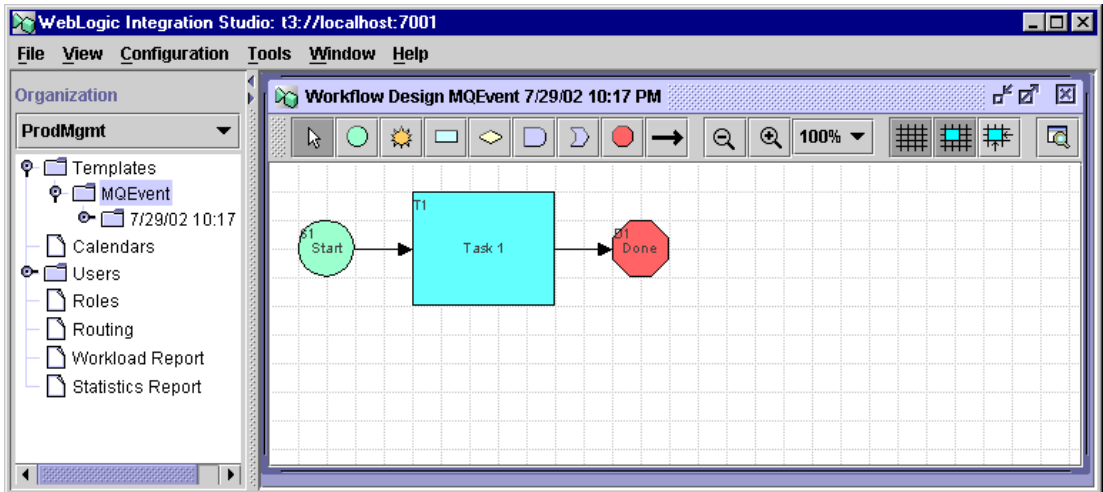 WebLogic Integration Studio: t3://localhost:7001
File View Configuration Tools Window Help
Organization
ProdMgmt
Templates
MQEvent
7/29/02 10:17
Calendars
Users
Roles
Routing
Workload Report
Statistics Report
Workflow Design MQEvent 7/29/02 10:17 PM
100%
S1
Start
T1
Task 1
D1
Done